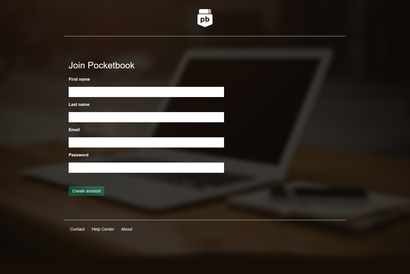 pb
Join Pocketbook
First name
Last name
Email
Password
Create account
Contact Help Center About